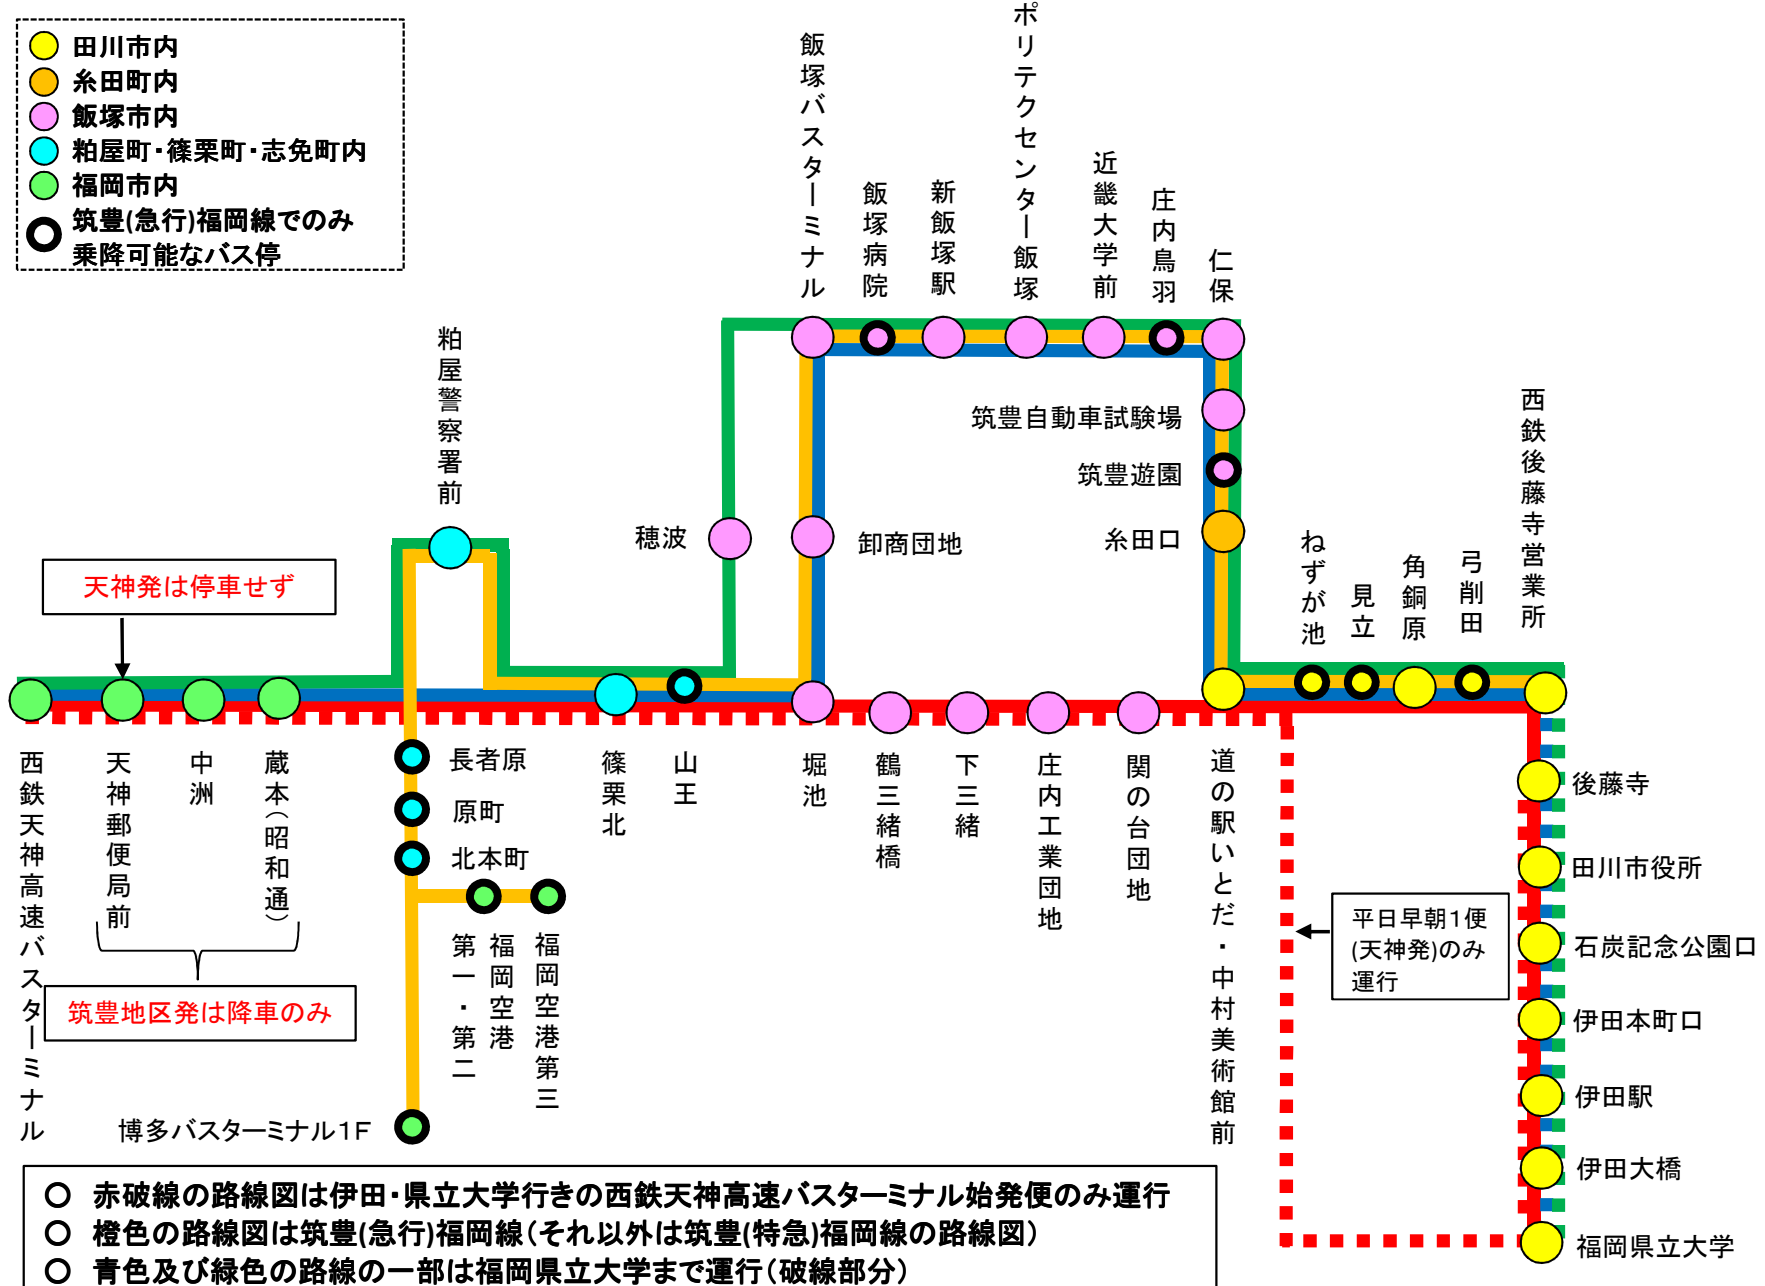 田川市内
糸田町内
飯塚市内
粕屋町・篠栗町・志免町内
福岡市内
筑豊(急行)福岡線でのみ
乗降可能なバス停
飯塚バスターミナル
飯塚病院
新飯塚駅
ポリテクセンター飯塚
近畿大学前
庄内鳥羽
仁保
粕屋警察署前
筑豊自動車試験場
筑豊遊園
糸田口
穂波
卸商団地
西鉄後藤寺営業所
ねずが池
見立
角銅原
弓削田
天神発は停車せず
西鉄天神高速バスターミナル
天神郵便局前
中洲
蔵本(昭和通)
筑豊地区発は降車のみ
長者原
原町
北本町
第一・第二
福岡空港
福岡空港第三
博多バスターミナル1F
篠栗北
山王
堀池
鶴三緒橋
下三緒
庄内工業団地
関の台団地
道の駅いとだ・中村美術館前
平日早朝1便
(天神発)のみ
運行
後藤寺
田川市役所
石炭記念公園口
伊田本町口
伊田駅
伊田大橋
福岡県立大学
○ 赤破線の路線図は伊田・県立大学行きの西鉄天神高速バスターミナル始発便のみ運行
○ 橙色の路線図は筑豊(急行)福岡線(それ以外は筑豊(特急)福岡線の路線図)
○ 青色及び緑色の路線の一部は福岡県立大学まで運行(破線部分)